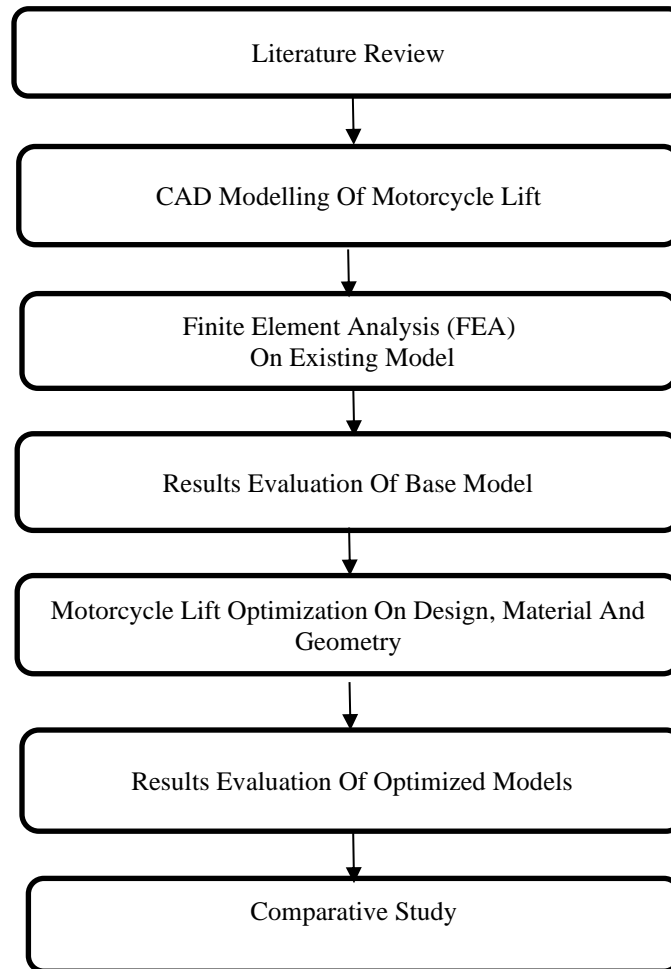 Literature Review
CAD Modelling Of Motorcycle Lift
Finite Element Analysis (FEA)
On Existing Model
Results Evaluation Of Base Model
Motorcycle Lift Optimization On Design, Material And
Geometry
Results Evaluation Of Optimized Models
Comparative Study